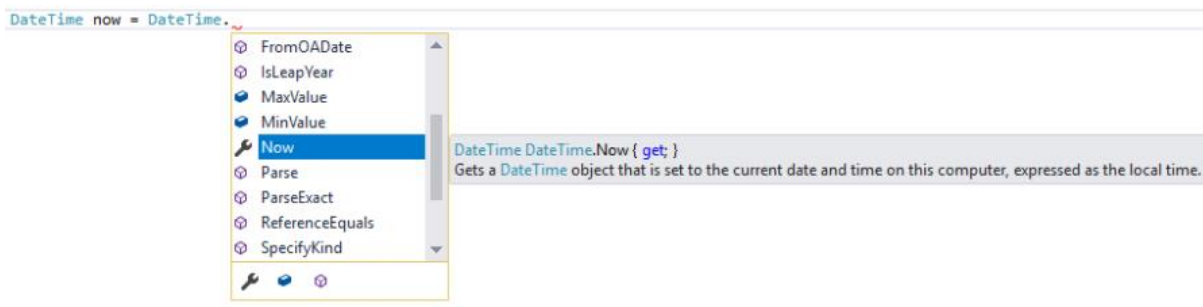 DateTime now = DateTime.
FromOADate
IsLeapYear
MaxValue
MinValue
Now
DateTime DateTime.Now { get; }
Gets a DateTime object that is set to the current date and time on this computer, expressed as the local time.
Parse
ParseExact
ReferenceEquals
SpecifyKind